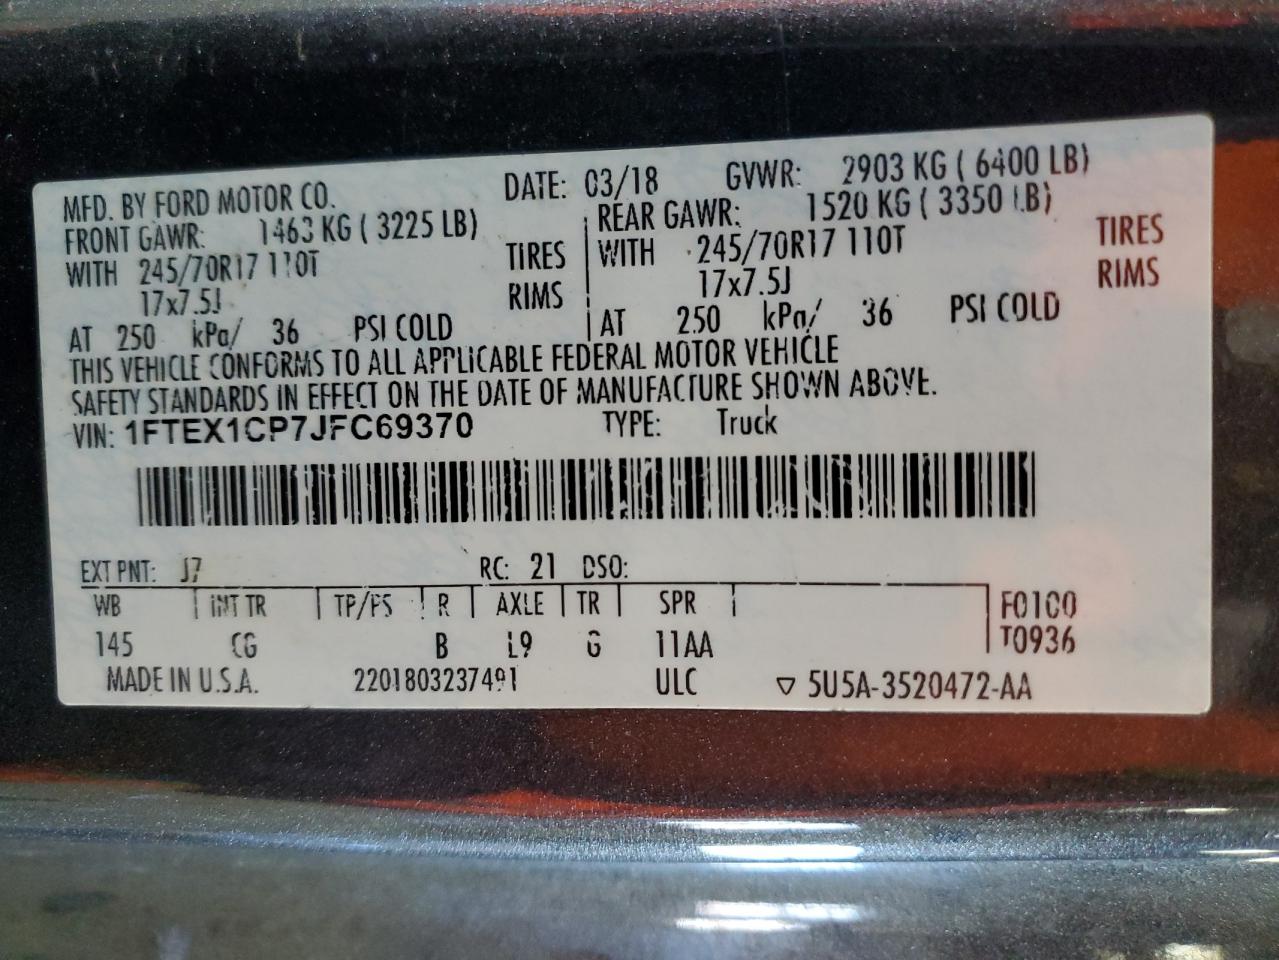 MFD. BY FORD MOTOR CO. DATE: 03/18 GVWR: 2903 KG ( 6400 LB)
FRONT GAWR: 1463 KG ( 3225 LB) REAR GAWR: 1520 KG ( 3350 LB)
WITH 245/70R17 110T TIRES WITH 245/70R17 110T TIRES
17x7.5J RIMS 17x7.5J RIMS
AT 250 kPa/ 36 PSI COLD AT 250 kPa/ 36 PSI COLD
THIS VEHICLE CONFORMS TO ALL APPLICABLE FEDERAL MOTOR VEHICLE
SAFETY STANDARDS IN EFFECT ON THE DATE OF MANUFACTURE SHOWN ABOVE.
VIN: 1FTEX1CP7JFC69370 TYPE: Truck
EXT PNT: J7 RC: 21 DSO:
WB INT TR TP/PS R AXLE TR SPR F0100
145 CG B L9 G 11AA T0936
MADE IN U.S.A. 2201803237491 ULC ▽ 5U5A-3520472-AA